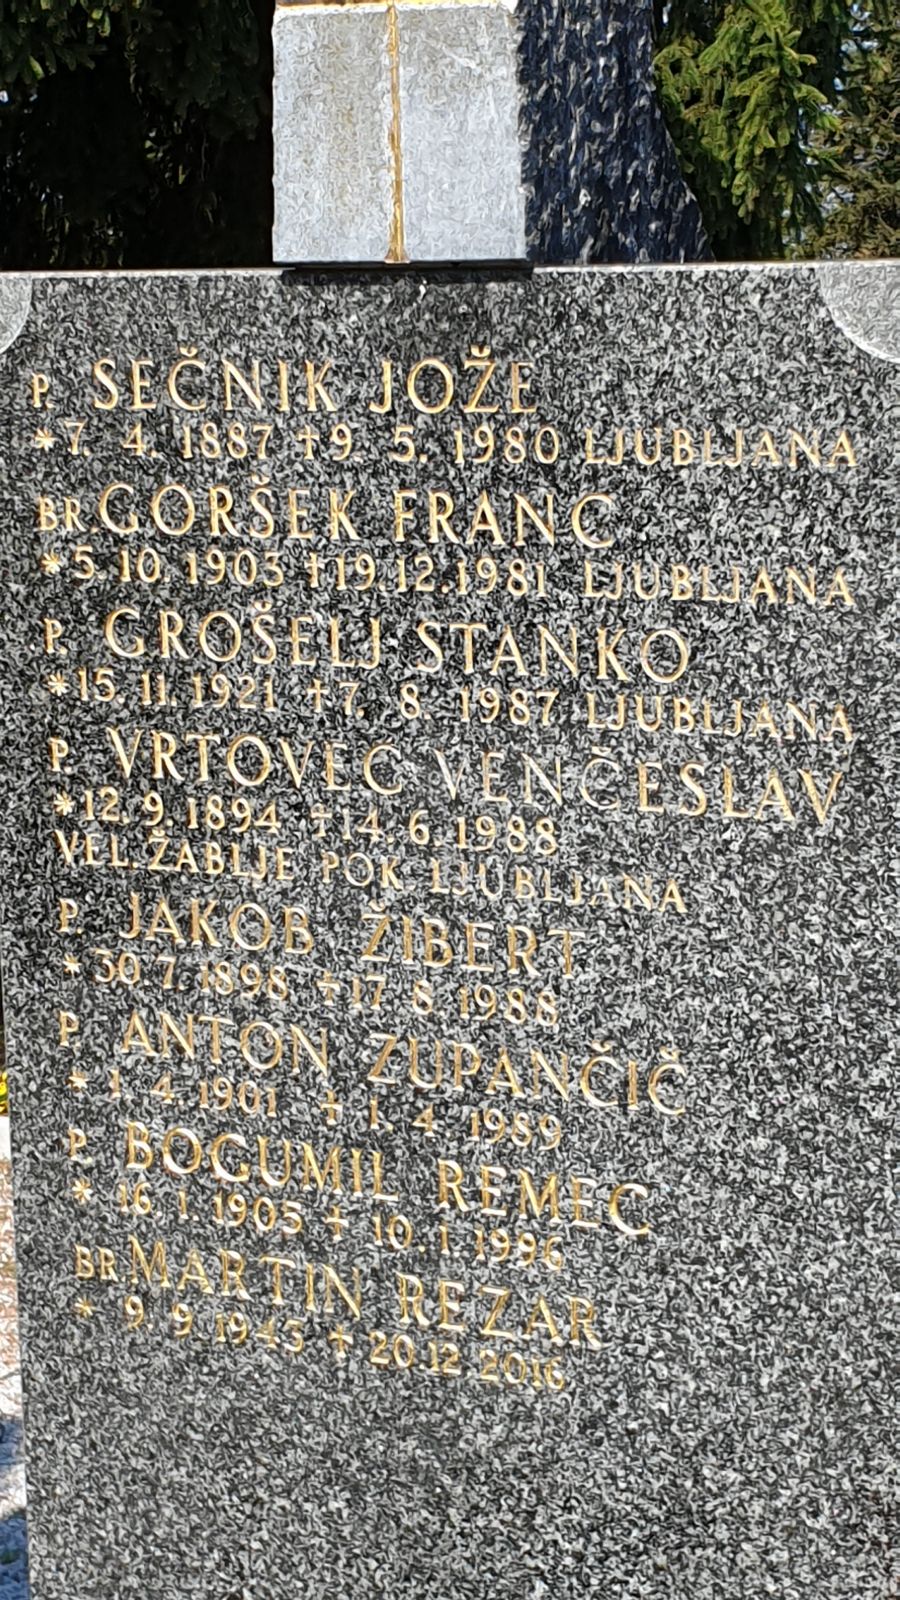 P. SEČNIK JOŽE
*7. 4. 1887 †9. 5. 1980 LJUBLJANA
BR. GORŠEK FRANC
*5. 10. 1903 †19. 12. 1981 LJUBLJANA
P. GROŠELJ STANKO
*15. 11. 1921 †7. 8. 1987 LJUBLJANA
P. VRTOVEC VENČESLAV
*12. 9. 1894 †14. 6. 1988
VEL. ŽABLJE POK. LJUBLJANA
P. JAKOB ŽIBERT
*30. 7. 1898 †17. 8. 1988
P. ANTON ZUPANČIČ
* 1. 4. 1901 † 1. 4. 1989
P. BOGUMIL REMEC
* 16. 1. 1905 † 10. 1. 1996
BR. MARTIN REZAR
* 9. 9. 1945 † 20. 12. 2016